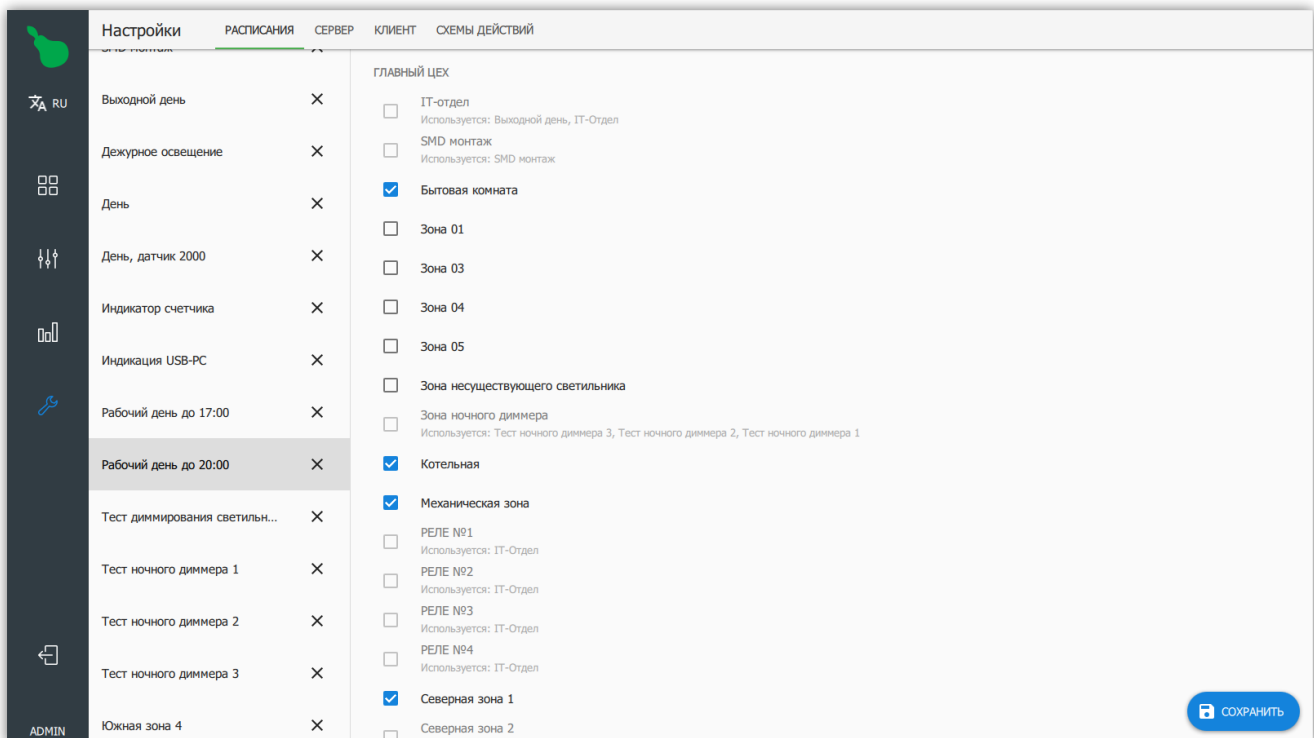 Настройки
РАСПИСАНИЯ
СЕРВЕР
КЛИЕНТ
СХЕМЫ ДЕЙСТВИЙ
RU
ADMIN
SMD монтаж
Выходной день
Дежурное освещение
День
День, датчик 2000
Индикатор счетчика
Индикация USB-PC
Рабочий день до 17:00
Рабочий день до 20:00
Тест диммирования светильн...
Тест ночного диммера 1
Тест ночного диммера 2
Тест ночного диммера 3
Южная зона 4
ГЛАВНЫЙ ЦЕХ
IT-отдел
Используется: Выходной день, IT-Отдел
SMD монтаж
Используется: SMD монтаж
Бытовая комната
Зона 01
Зона 03
Зона 04
Зона 05
Зона несуществующего светильника
Зона ночного диммера
Используется: Тест ночного диммера 3, Тест ночного диммера 2, Тест ночного диммера 1
Котельная
Механическая зона
РЕЛЕ №1
Используется: IT-Отдел
РЕЛЕ №2
Используется: IT-Отдел
РЕЛЕ №3
Используется: IT-Отдел
РЕЛЕ №4
Используется: IT-Отдел
Северная зона 1
Северная зона 2
СОХРАНИТЬ